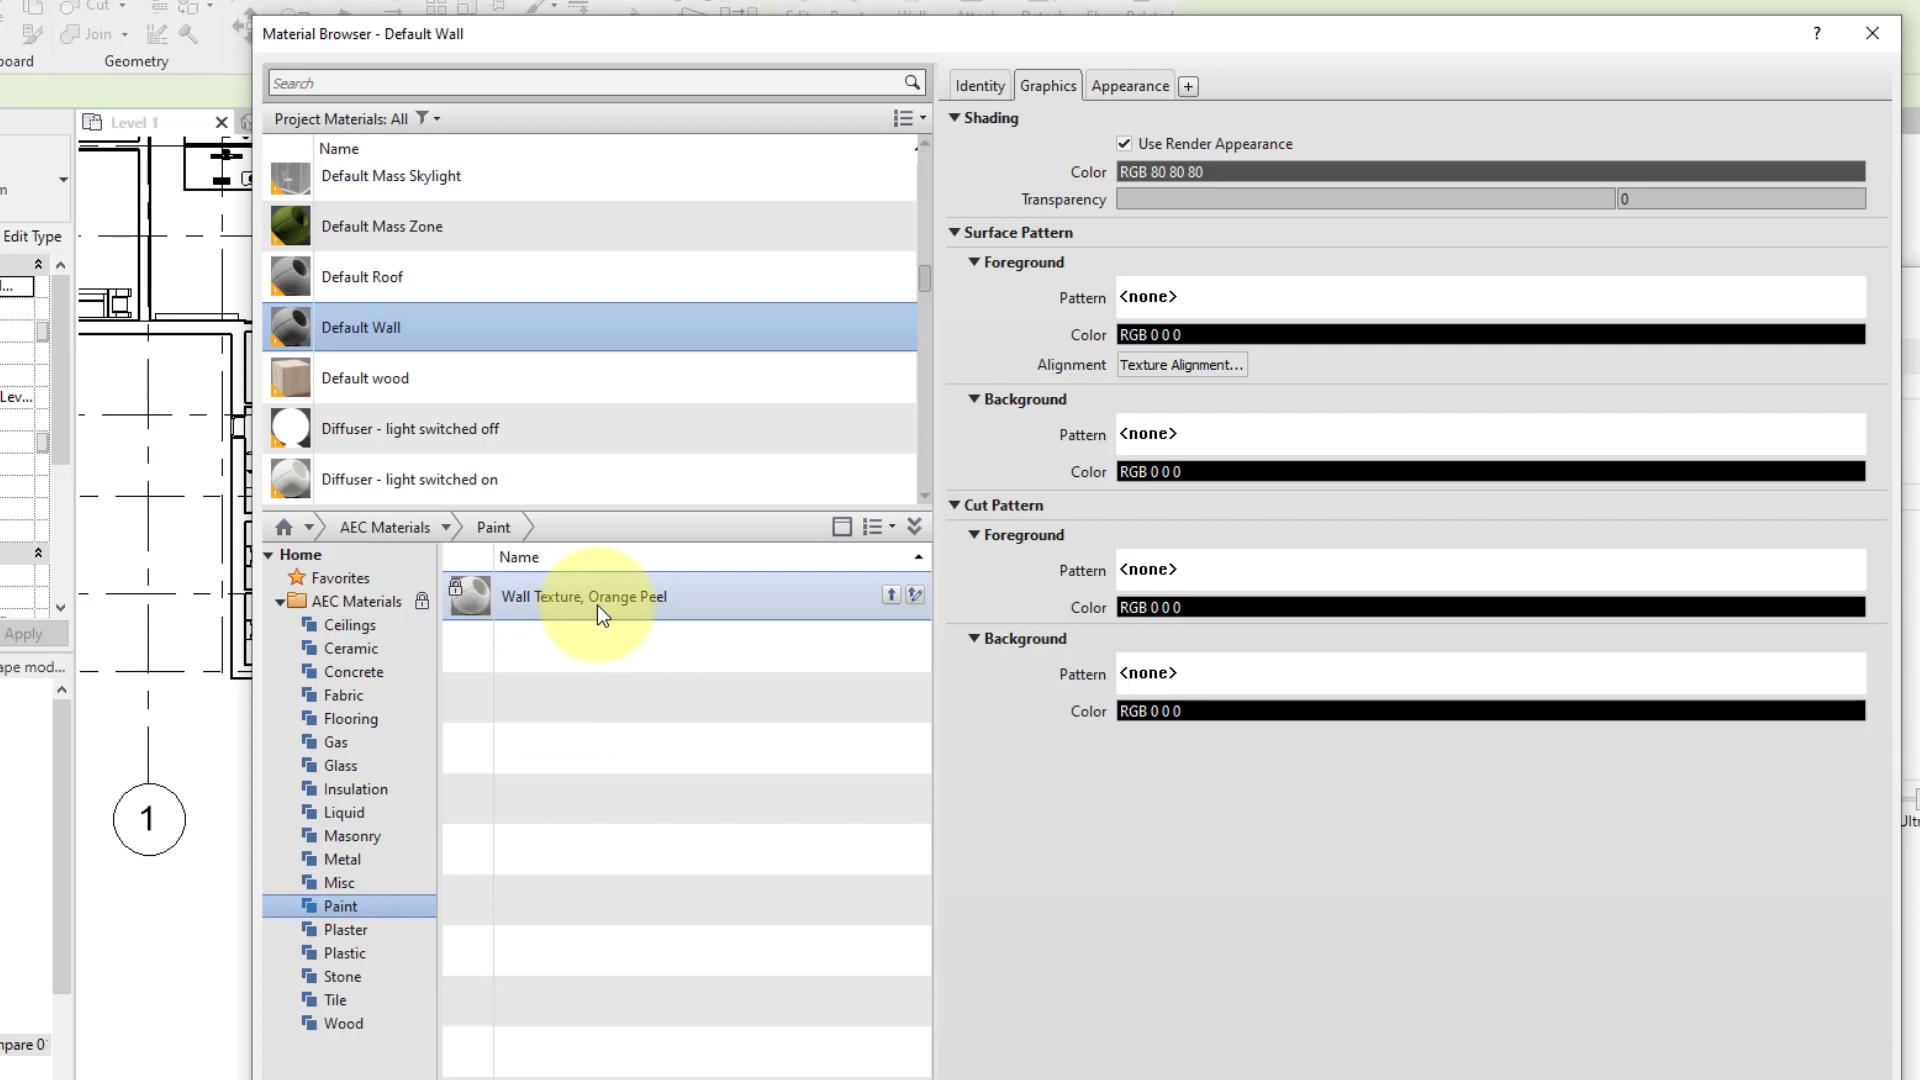 Cut
Join
board
Geometry
Level 1
Edit Type
Lev...
Apply
ape mod...
mpare 0
1
Material Browser - Default Wall
?
Search
Project Materials: All
Name
Default Mass Skylight
Default Mass Zone
Default Roof
Default Wall
Default wood
Diffuser - light switched off
Diffuser - light switched on
AEC Materials
Paint
Home
Favorites
AEC Materials
Ceilings
Ceramic
Concrete
Fabric
Flooring
Gas
Glass
Insulation
Liquid
Masonry
Metal
Misc
Paint
Plaster
Plastic
Stone
Tile
Wood
Name
Wall Texture, Orange Peel
Identity
Graphics
Appearance
+
Shading
Use Render Appearance
Color RGB 80 80 80
Transparency 0
Surface Pattern
Foreground
Pattern <none>
Color RGB 0 0 0
Alignment Texture Alignment...
Background
Pattern <none>
Color RGB 0 0 0
Cut Pattern
Foreground
Pattern <none>
Color RGB 0 0 0
Background
Pattern <none>
Color RGB 0 0 0